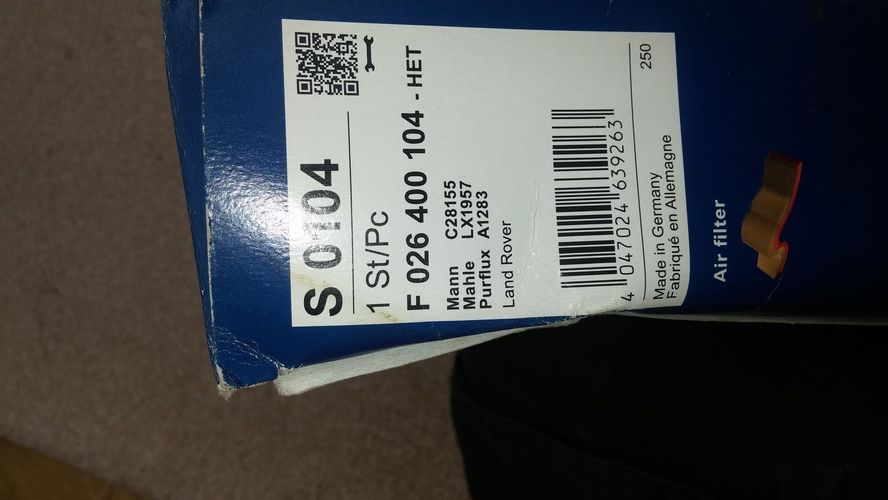 S 0104
1 St/Pc
F 026 400 104 - HET
Mann C28155
Mahle LX1957
Purflux A1283
Land Rover
4 047024 639263
Made in Germany
Fabriqué en Allemagne
250
Air filter